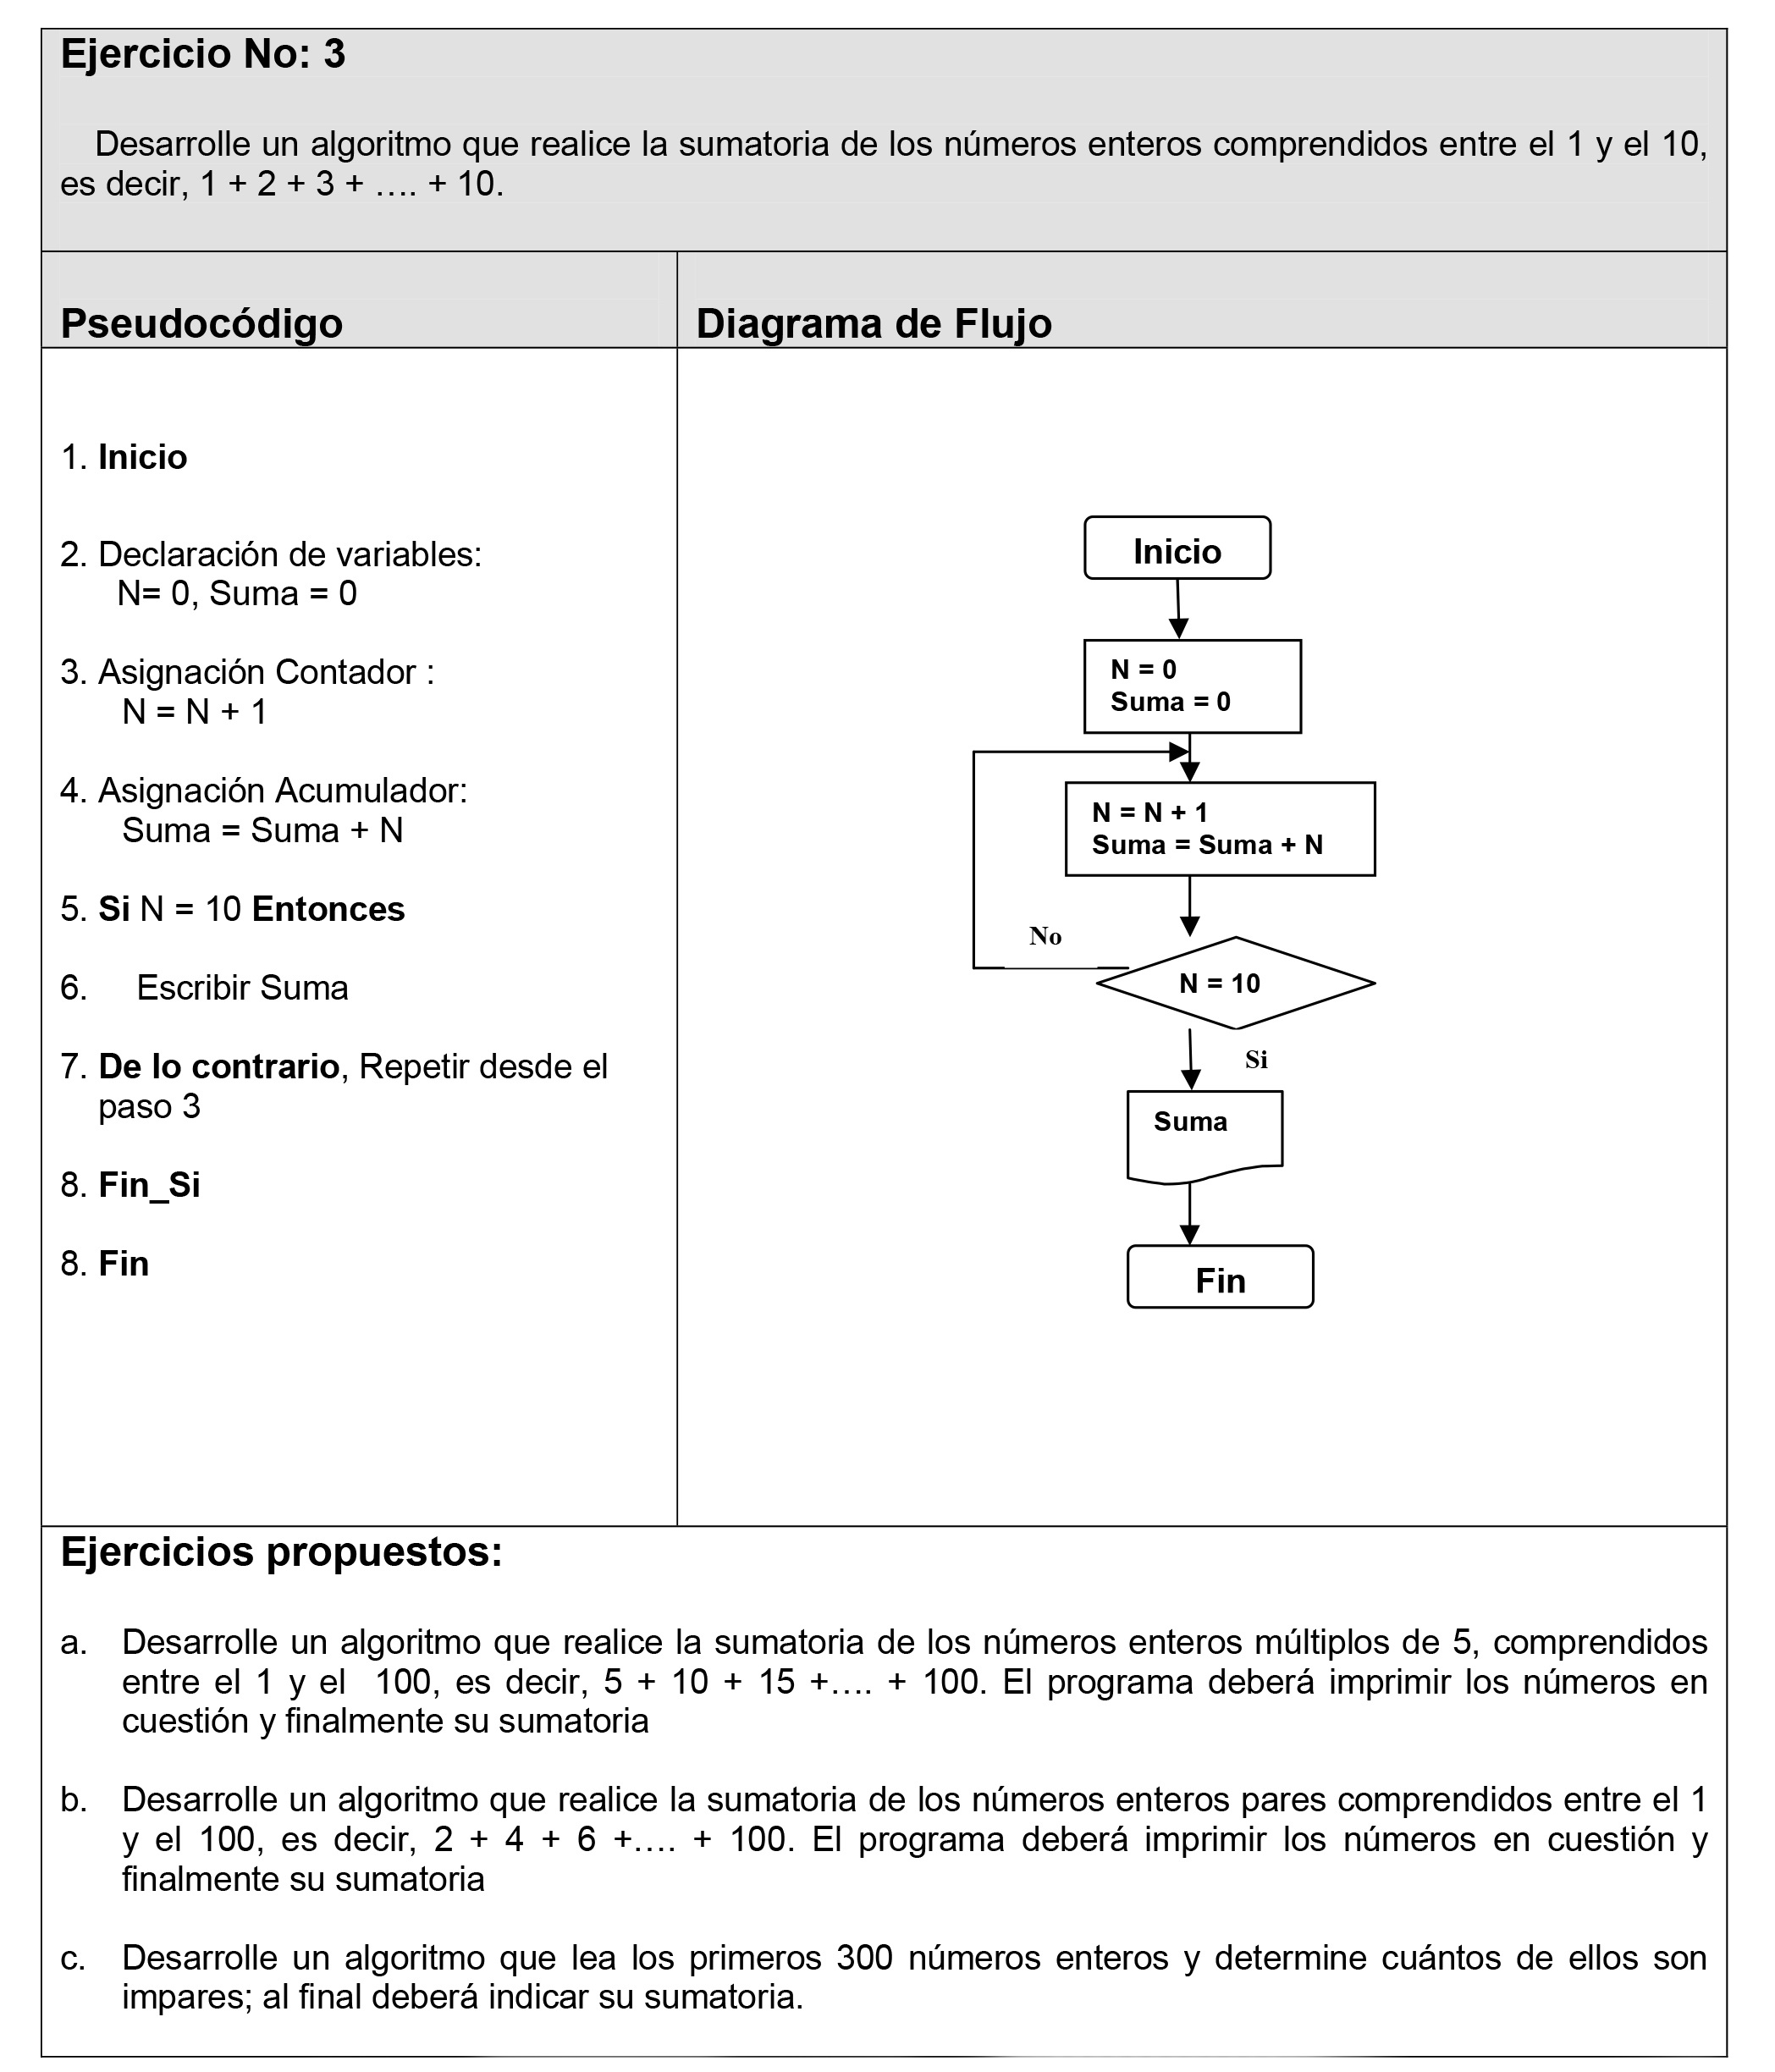 Ejercicio No: 3
Desarrolle un algoritmo que realice la sumatoria de los números enteros comprendidos entre el 1 y el 10,
es decir, 1 + 2 + 3 + …. + 10.
Pseudocódigo
Diagrama de Flujo
1. Inicio
2. Declaración de variables:
N= 0, Suma = 0
3. Asignación Contador :
N = N + 1
4. Asignación Acumulador:
Suma = Suma + N
5. Si N = 10 Entonces
6. Escribir Suma
7. De lo contrario, Repetir desde el
paso 3
8. Fin_Si
8. Fin
Inicio
N = 0
Suma = 0
N = N + 1
Suma = Suma + N
No
N = 10
Si
Suma
Fin
Ejercicios propuestos:
a. Desarrolle un algoritmo que realice la sumatoria de los números enteros múltiplos de 5, comprendidos
entre el 1 y el 100, es decir, 5 + 10 + 15 +…. + 100. El programa deberá imprimir los números en
cuestión y finalmente su sumatoria
b. Desarrolle un algoritmo que realice la sumatoria de los números enteros pares comprendidos entre el 1
y el 100, es decir, 2 + 4 + 6 +…. + 100. El programa deberá imprimir los números en cuestión y
finalmente su sumatoria
c. Desarrolle un algoritmo que lea los primeros 300 números enteros y determine cuántos de ellos son
impares; al final deberá indicar su sumatoria.